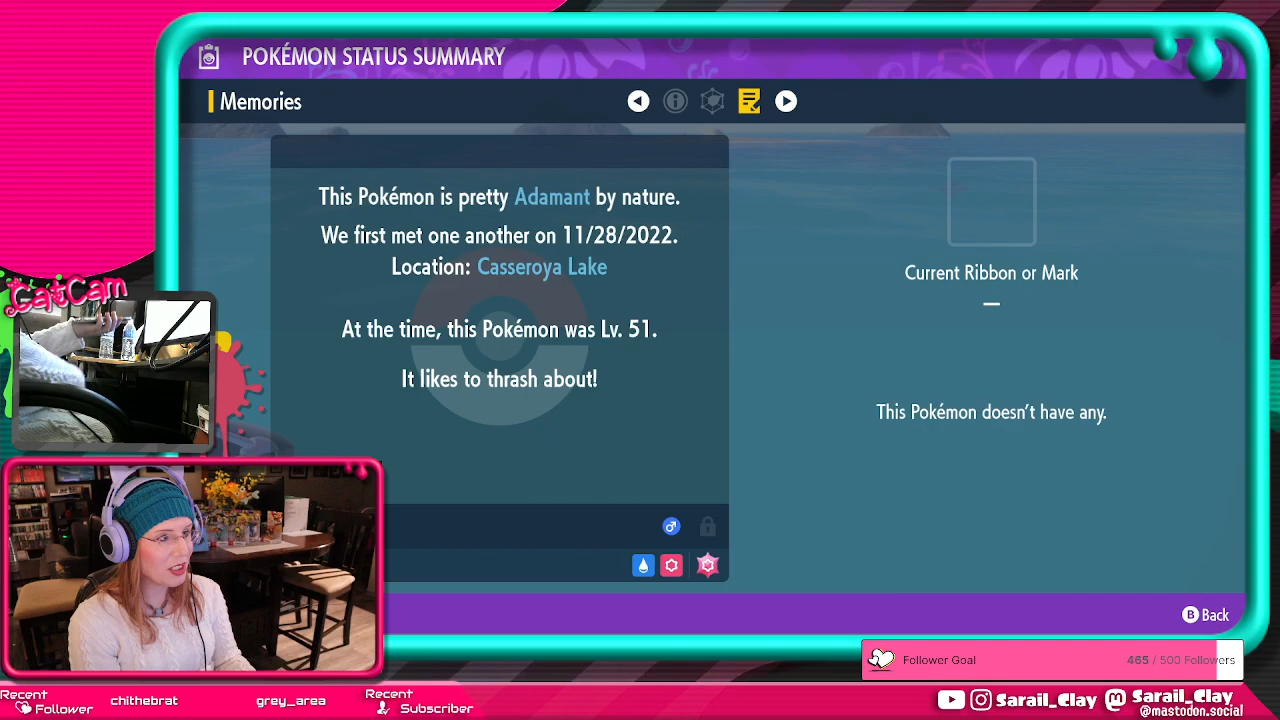 POKÉMON STATUS SUMMARY
Memories
This Pokémon is pretty Adamant by nature.
We first met one another on 11/28/2022.
Location: Casseroya Lake
At the time, this Pokémon was Lv. 51.
It likes to thrash about!
Current Ribbon or Mark
—
This Pokémon doesn't have any.
B Back
CatCam
Follower Goal
465 / 500 Followers
Recent Follower
chithebrat
grey_area
Recent Subscriber
Sarail_Clay
Sarail_Clay
@mastodon.social